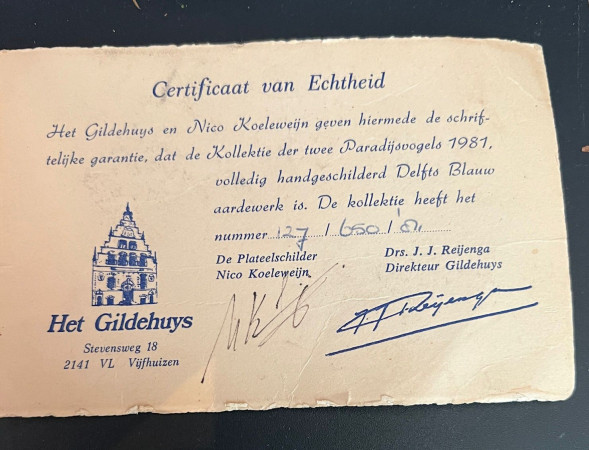 Certificaat van Echtheid
Het Gildehuys en Nico Koeleweijn geven hiermede de schrif-
telijke garantie, dat de Kollektie der twee Paradijsvogels 1981,
volledig handgeschilderd Delfts Blauw
aardewerk is. De kollektie heeft het
nummer 127 / 650 /
De Plateelschilder
Nico Koeleweijn
Drs. J. J. Reijenga
Direkteur Gildehuys
Het Gildehuys
Stevensweg 18
2141 VL Vijfhuizen